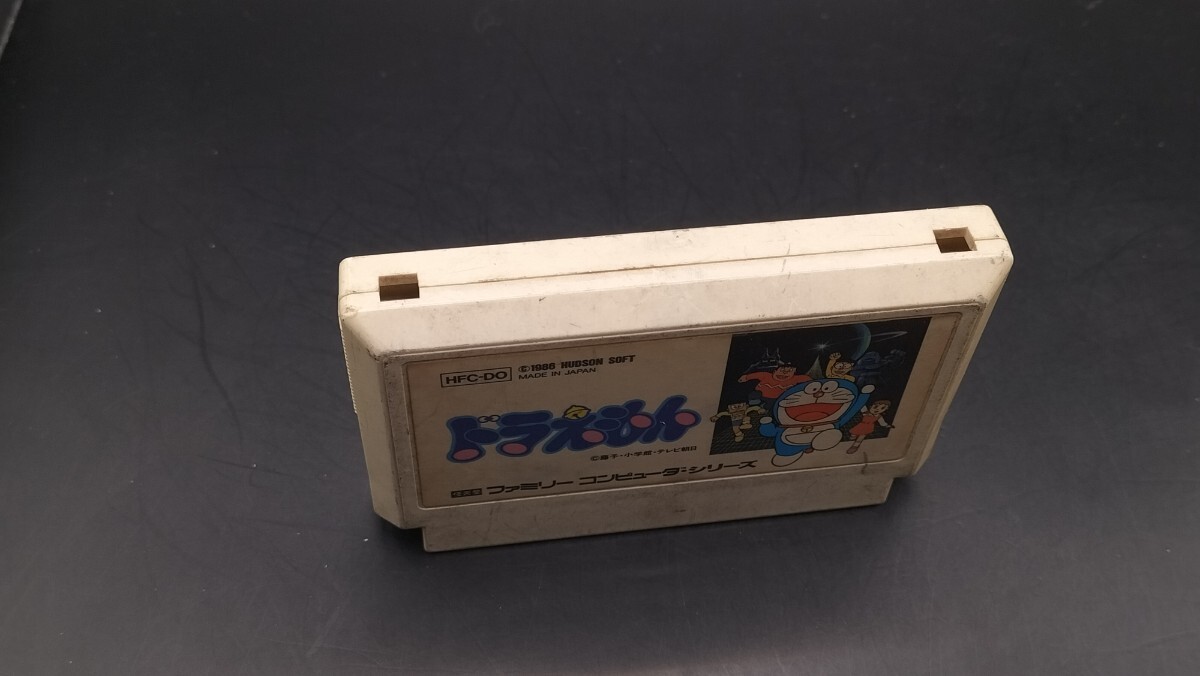 HFC-DO
©1986 HUDSON SOFT
MADE IN JAPAN
ドラえもん
©藤子・小学館・テレビ朝日
ファミリー コンピュータ・シリーズ